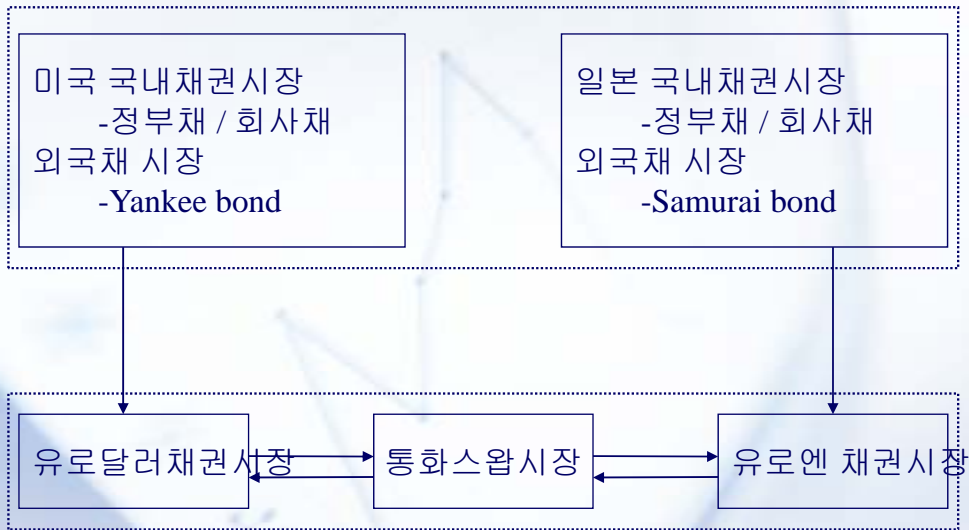 미국 국내채권시장
-정부채 / 회사채
외국채 시장
-Yankee bond
일본 국내채권시장
-정부채 / 회사채
외국채 시장
-Samurai bond
유로달러채권시장
통화스왑시장
유로엔 채권시장